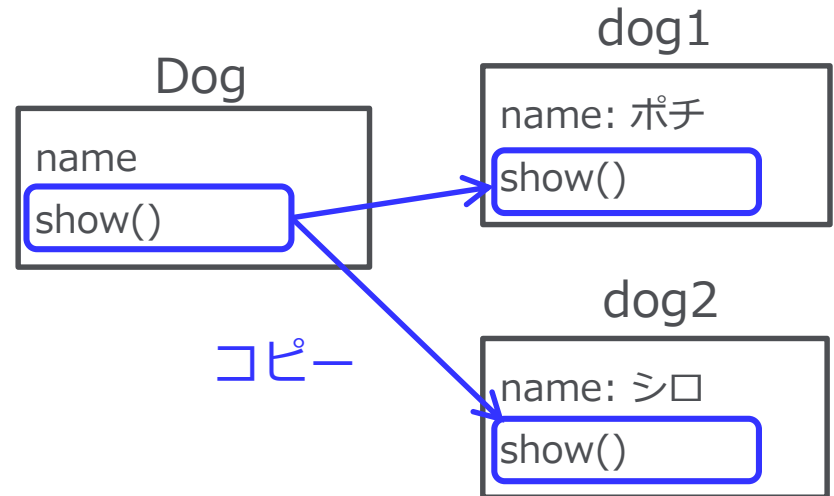 Dog
name
show()
コピー
dog1
name: ポチ
show()
dog2
name: シロ
show()